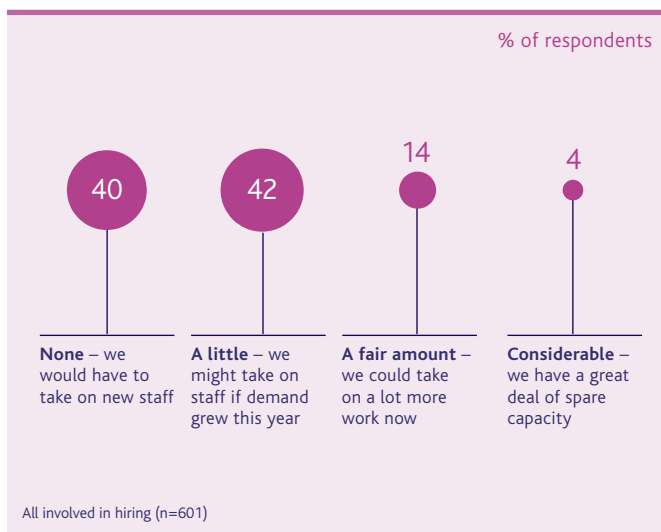 % of respondents
40
42
14
4
None – we
would have to
take on new staff
A little – we
might take on
staff if demand
grew this year
A fair amount –
we could take
on a lot more
work now
Considerable –
we have a great
deal of spare
capacity
All involved in hiring (n=601)